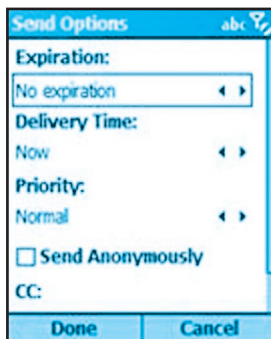 Send Options abc
Expiration:
No expiration
Delivery Time:
Now
Priority:
Normal
Send Anonymously
CC:
Done Cancel